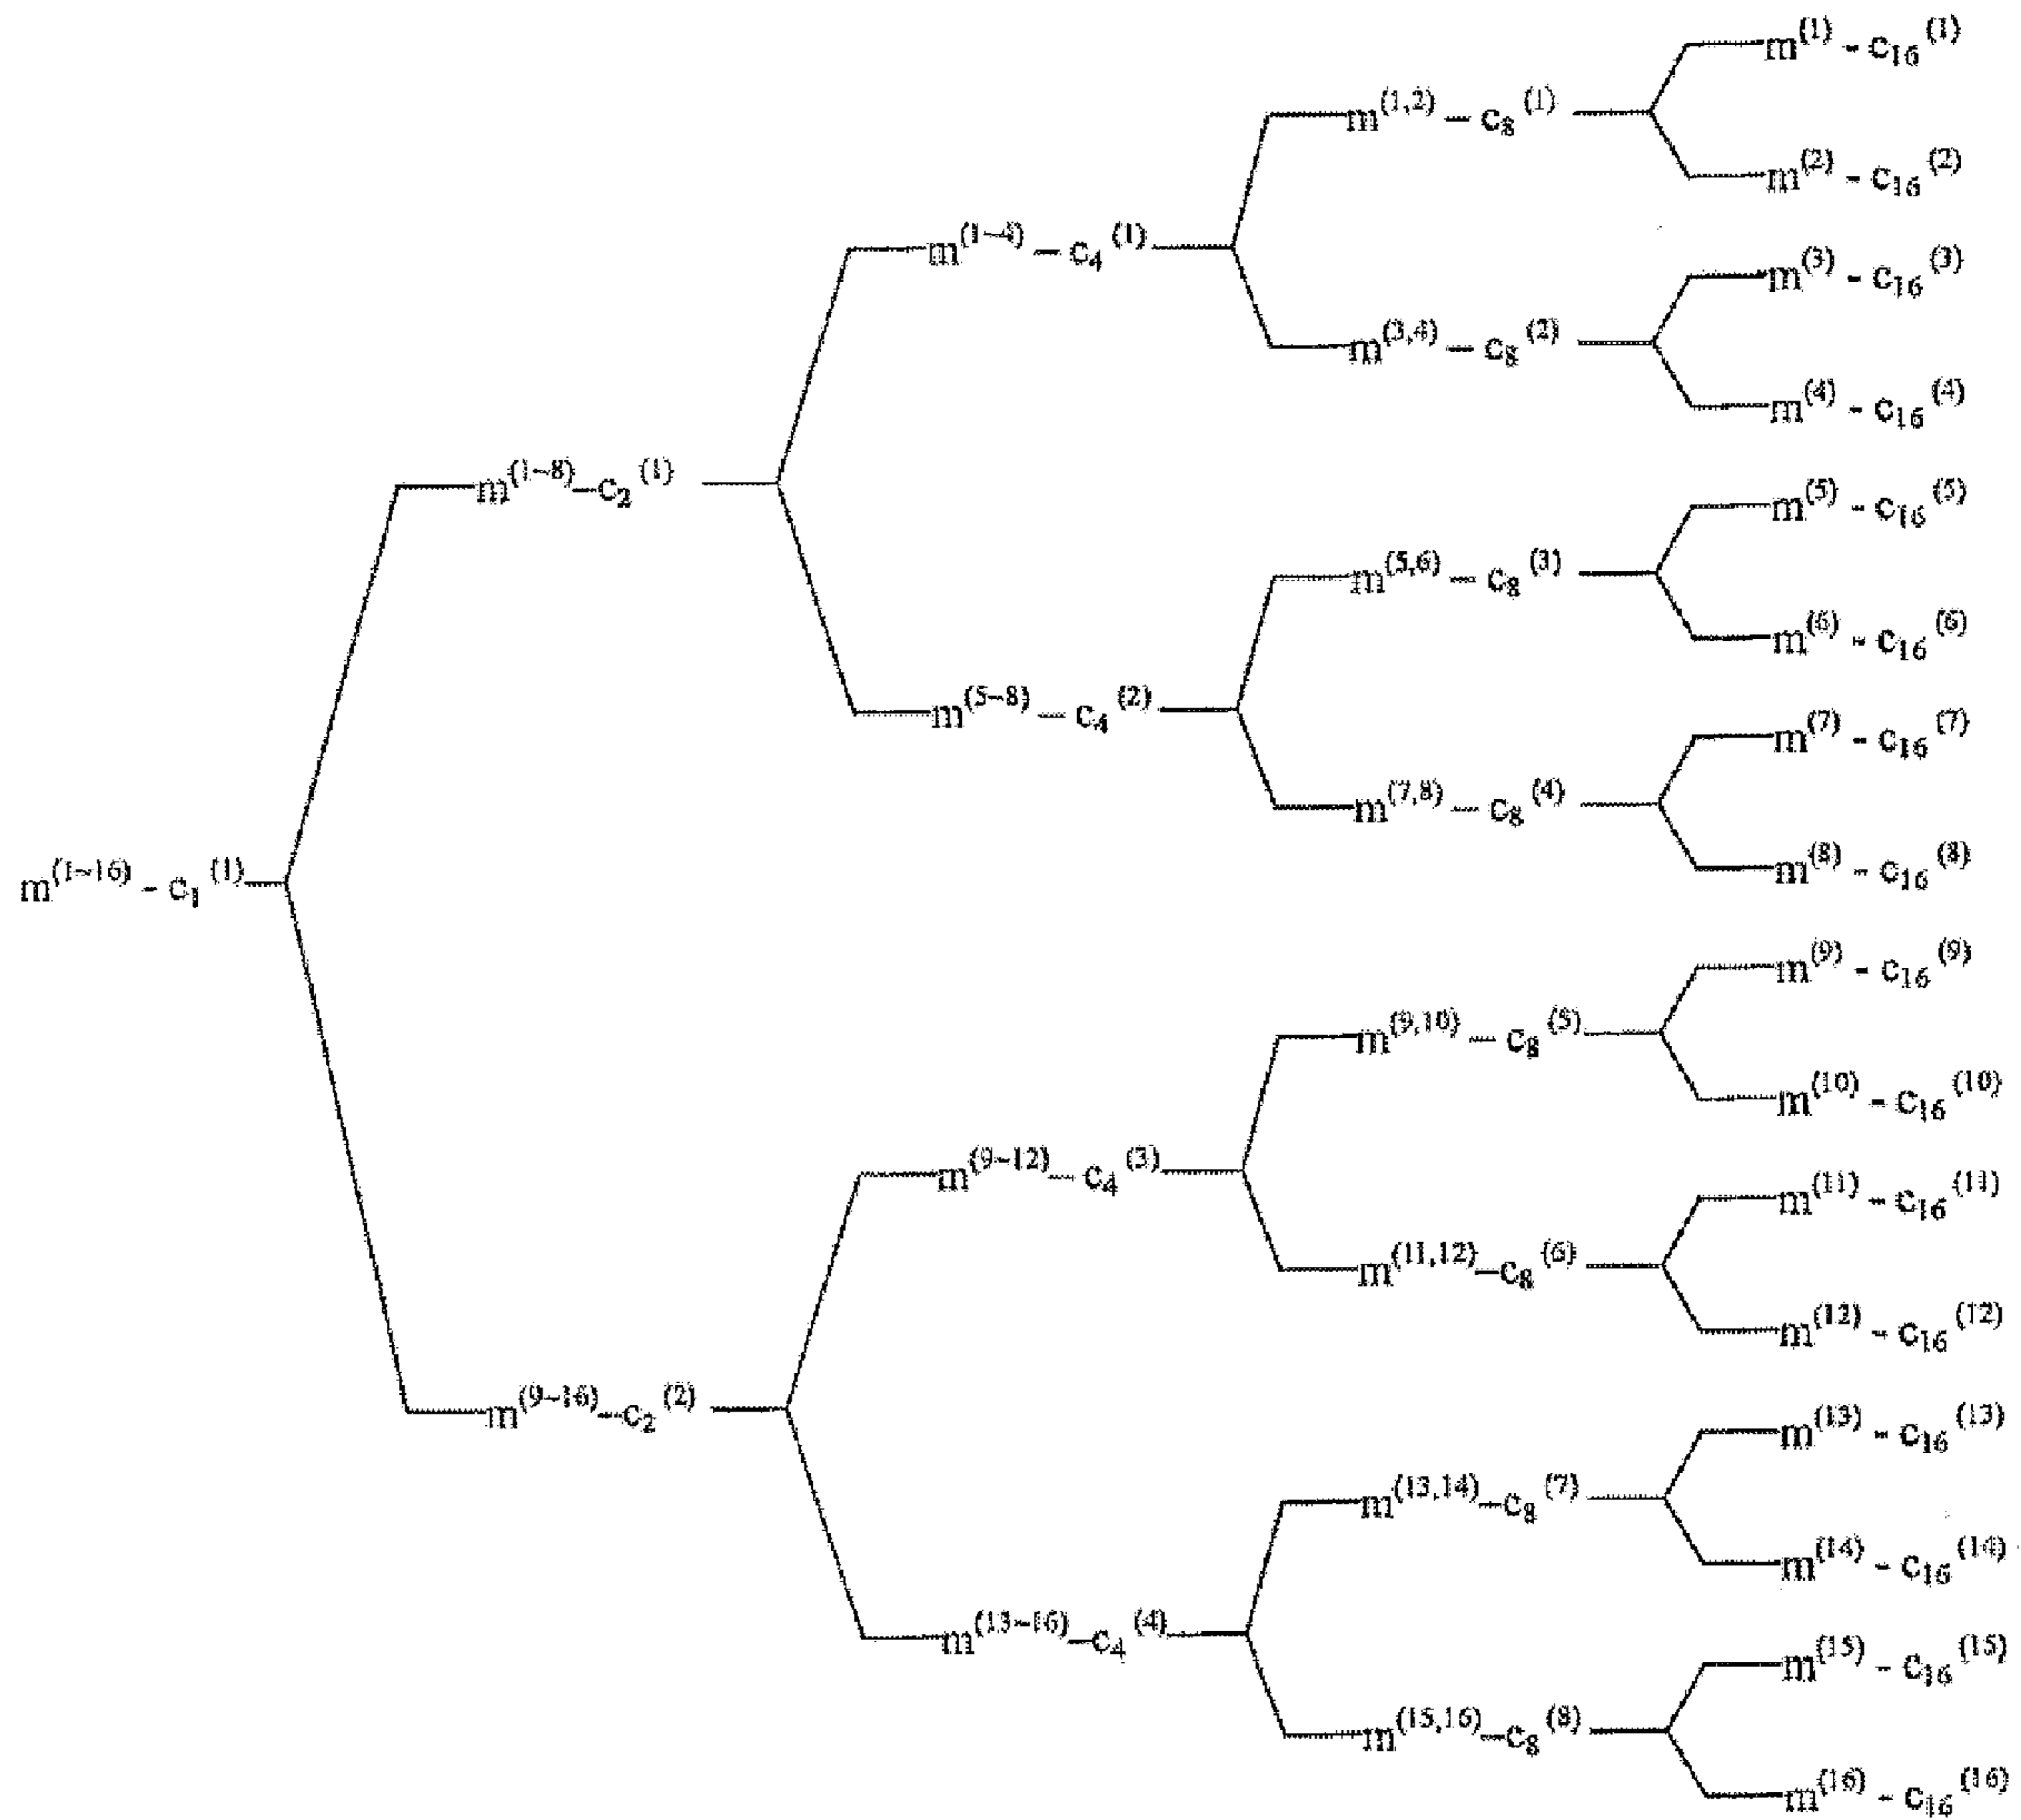 m^(1~16) - c₁^(1)
m^(1~8) – c₂^(1)
m^(9~16) – c₂^(2)
m^(1~4) – c₄^(1)
m^(5~8) – c₄^(2)
m^(9~12) – c₄^(3)
m^(13~16) – c₄^(4)
m^(1,2) – c₈^(1)
m^(3,4) – c₈^(2)
m^(5,6) – c₈^(3)
m^(7,8) – c₈^(4)
m^(9,10) – c₈^(5)
m^(11,12) – c₈^(6)
m^(13,14) – c₈^(7)
m^(15,16) – c₈^(8)
m^(1) - c₁₆^(1)
m^(2) - c₁₆^(2)
m^(3) - c₁₆^(3)
m^(4) - c₁₆^(4)
m^(5) - c₁₆^(5)
m^(6) - c₁₆^(6)
m^(7) - c₁₆^(7)
m^(8) - c₁₆^(8)
m^(9) - c₁₆^(9)
m^(10) - c₁₆^(10)
m^(11) - c₁₆^(11)
m^(12) - c₁₆^(12)
m^(13) - c₁₆^(13)
m^(14) - c₁₆^(14)
m^(15) - c₁₆^(15)
m^(16) - c₁₆^(16)